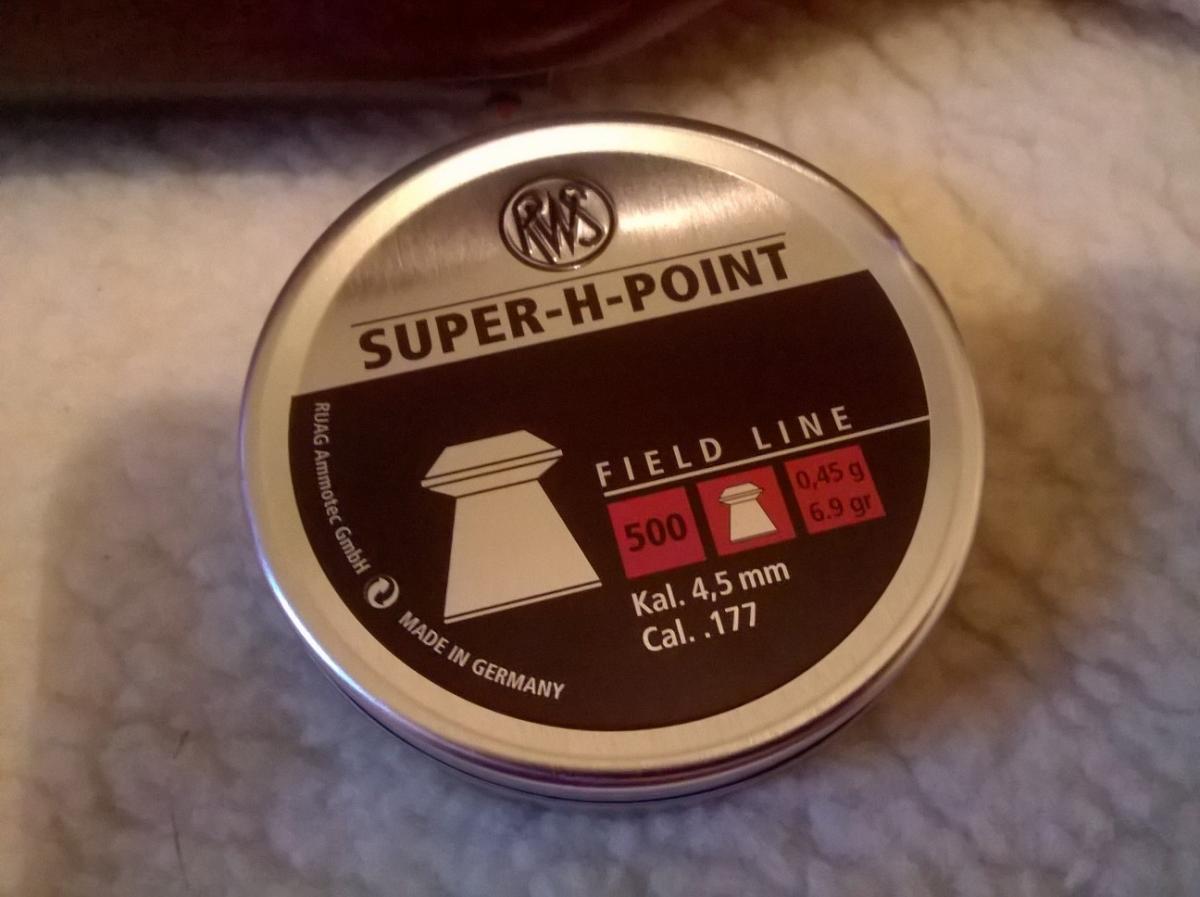 RWS
SUPER-H-POINT
FIELD LINE
500
0,45 g
6.9 gr
Kal. 4,5 mm
Cal. .177
RUAG Ammotec GmbH
MADE IN GERMANY